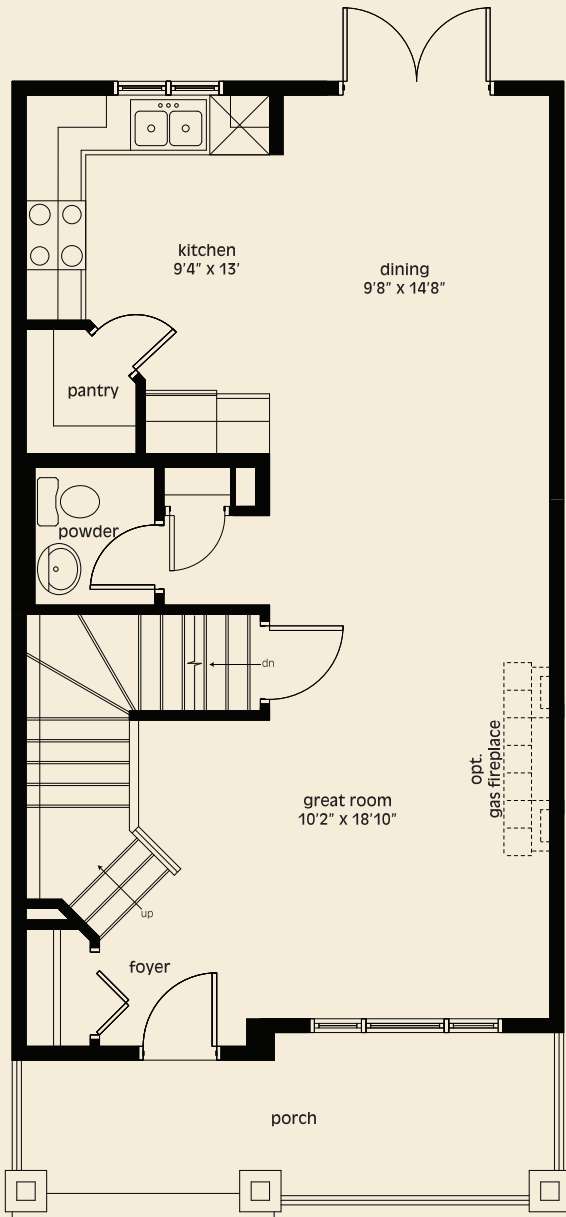 kitchen
9'4" x 13'
dining
9'8" x 14'8"
pantry
powder
dn
opt.
gas fireplace
great room
10'2" x 18'10"
up
foyer
porch